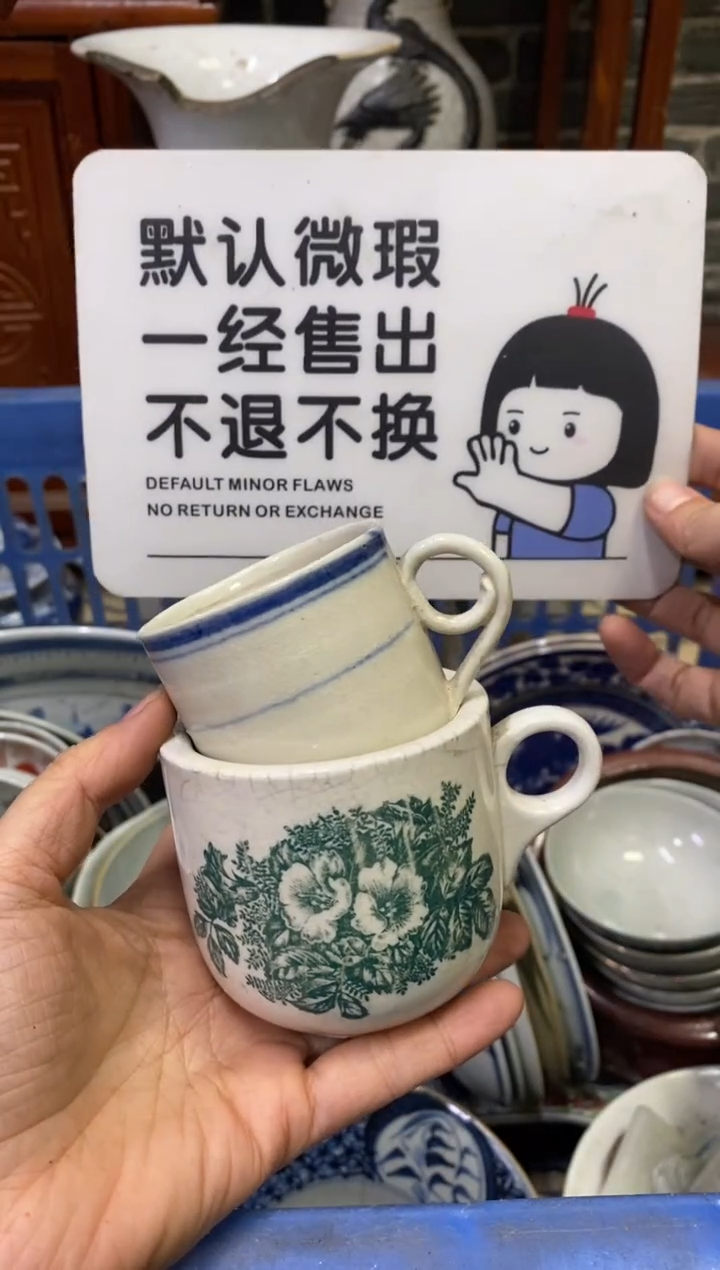 默认微瑕
一经售出
不退不换
DEFAULT MINOR FLAWS
NO RETURN OR EXCHANGE